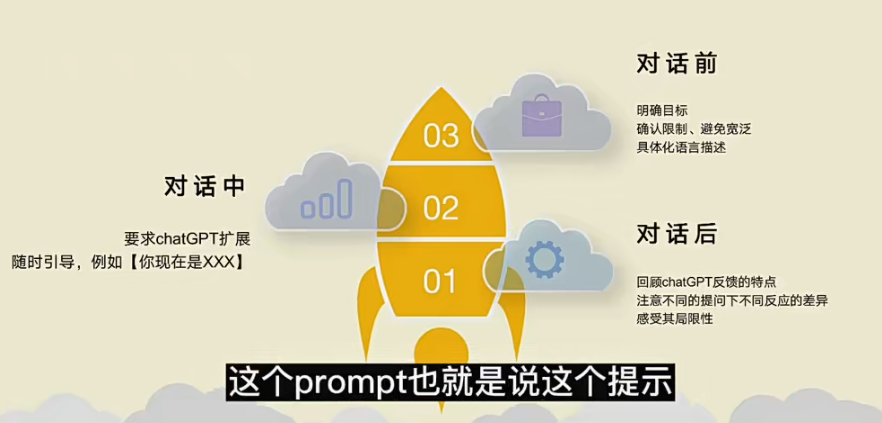 对话前
明确目标
确认限制、避免宽泛
具体化语言描述
03
对话中
要求chatGPT扩展
随时引导，例如【你现在是XXX】
02
对话后
回顾chatGPT反馈的特点
注意不同的提问下不同反应的差异
感受其局限性
01
这个prompt也就是说这个提示